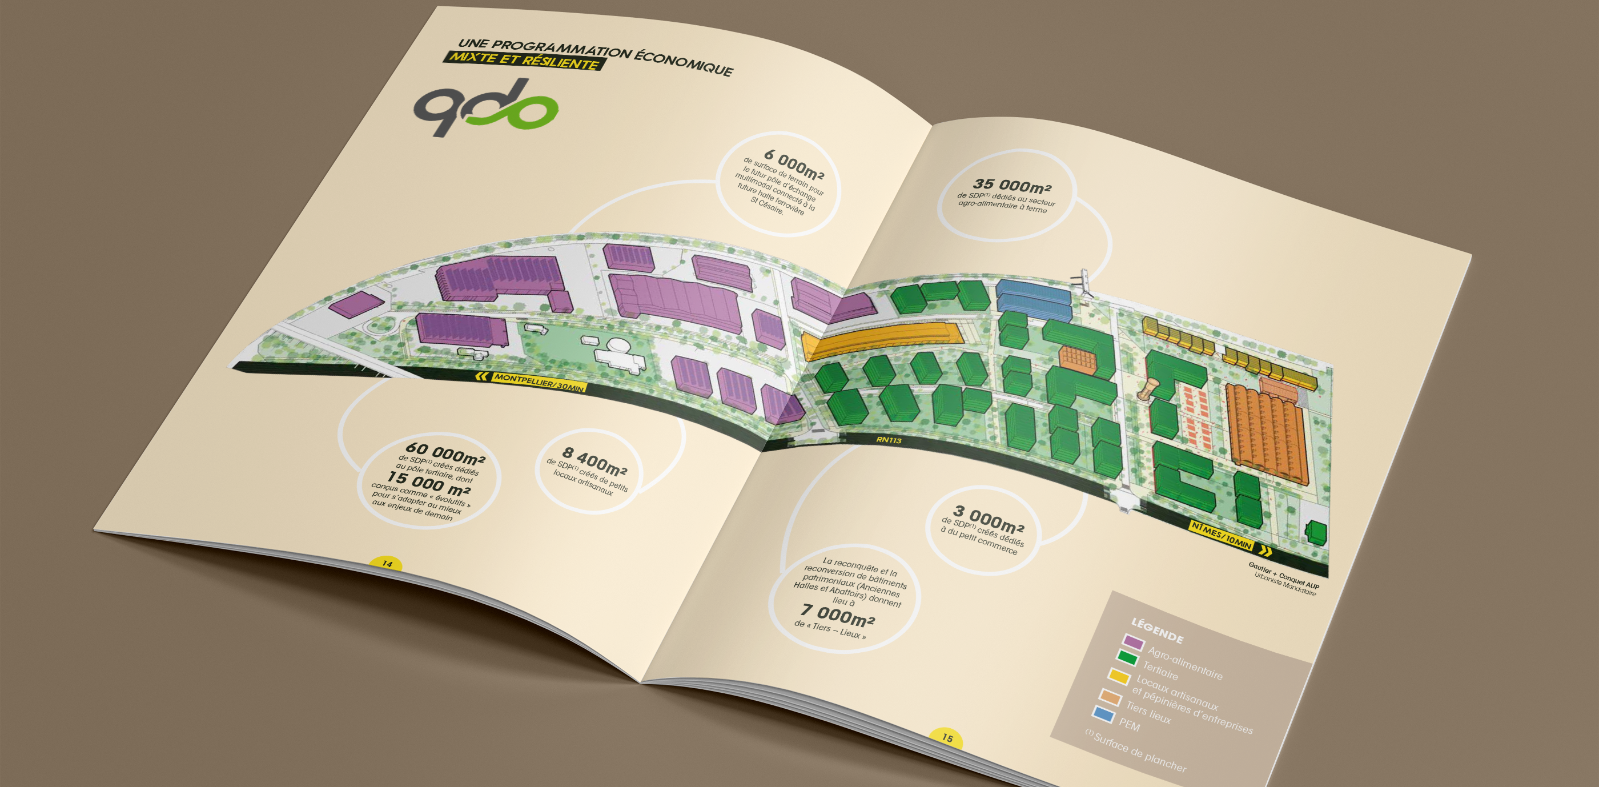 UNE PROGRAMMATION ÉCONOMIQUE
MIXTE ET RÉSILIENTE
qdo
6 000m²
de surface de terrain pour
le futur pôle d'échange
multimodal connecté à la
future halte ferrovière
St Césaire.
35 000m²
de SDP⁽¹⁾ dédiés au secteur
agro-alimentaire à terme
MONTPELLIER/30MIN
RN113
NÎMES/10MIN
Gautier + Conquet AUP
Urbaniste Mandataire
60 000m²
de SDP⁽¹⁾ créés dédiés
au pôle tertiaire, dont
15 000 m²
conçus comme « évolutifs »
pour s'adapter au mieux
aux enjeux de demain
8 400m²
de SDP⁽¹⁾ créés de petits
locaux artisanaux
3 000m²
de SDP⁽¹⁾ créés dédiés
à du petit commerce
La reconquête et la
reconversion de bâtiments
patrimoniaux (Anciennes
Halles et Abattoirs) donnent
lieu à
7 000m²
de « Tiers – Lieux »
LÉGENDE
Agro-alimentaire
Tertiaire
Locaux artisanaux
et pépinières d'entreprises
Tiers lieux
PEM
⁽¹⁾ Surface de plancher
14
15